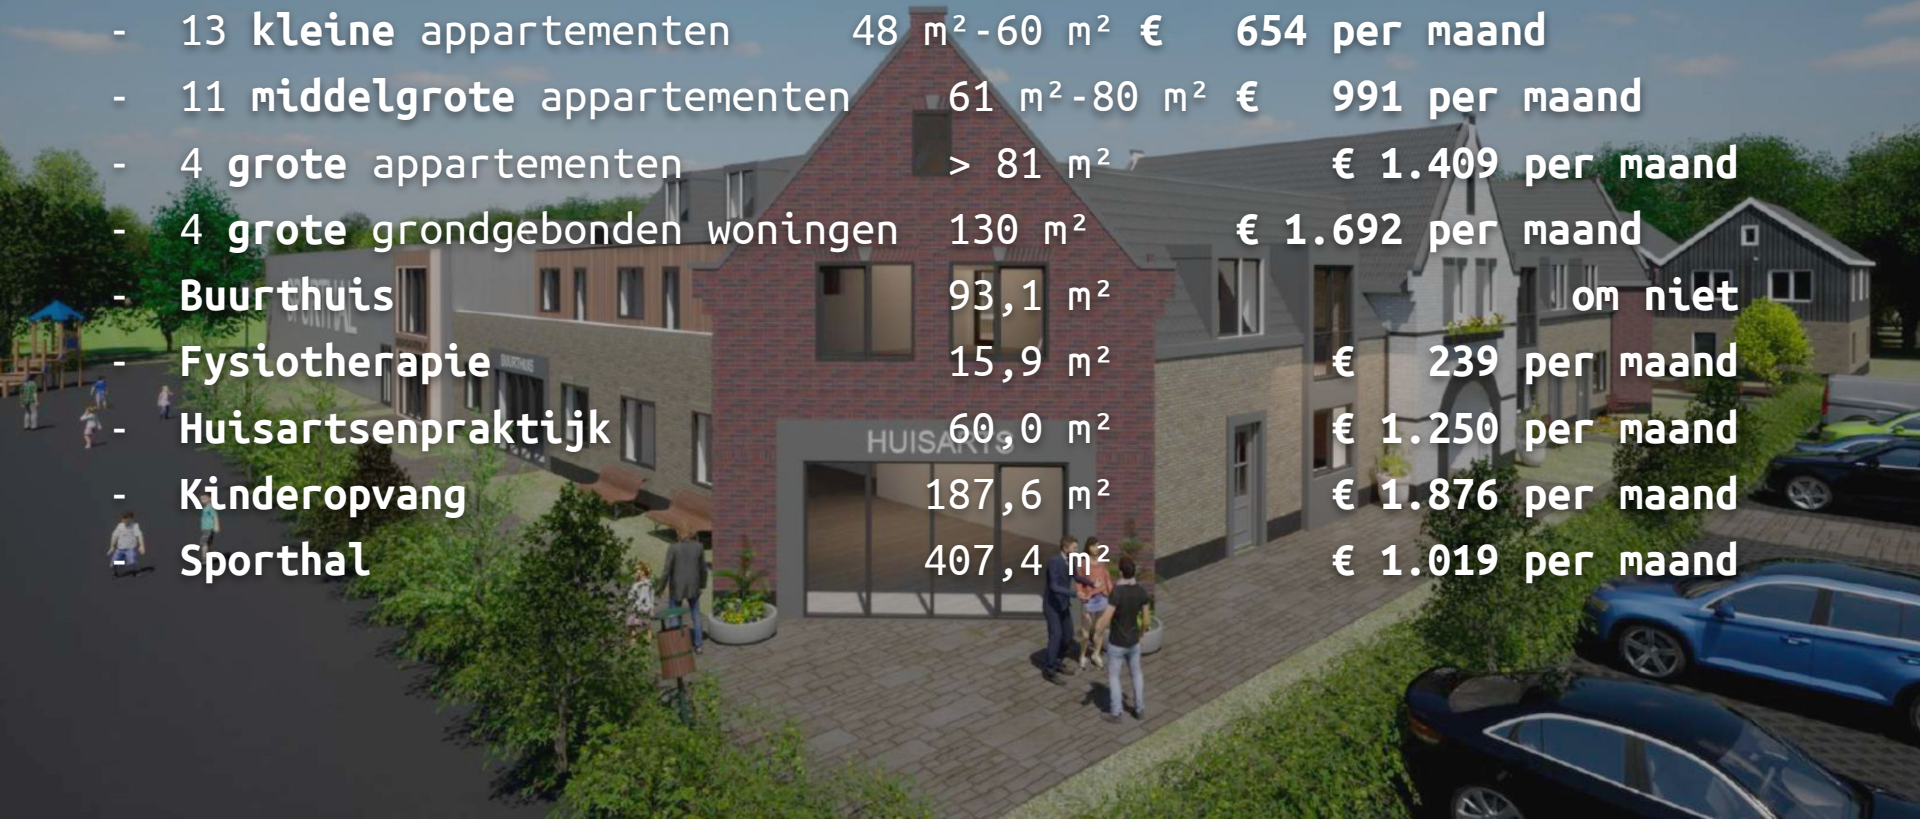 - 13 kleine appartementen 48 m²-60 m² € 654 per maand
- 11 middelgrote appartementen 61 m²-80 m² € 991 per maand
- 4 grote appartementen > 81 m² € 1.409 per maand
- 4 grote grondgebonden woningen 130 m² € 1.692 per maand
- Buurthuis 93,1 m² om niet
SPORTHAL
- Fysiotherapie 15,9 m² € 239 per maand
BUURTHUIS
- Huisartsenpraktijk 60,0 m² € 1.250 per maand
HUISARTS
- Kinderopvang 187,6 m² € 1.876 per maand
- Sporthal 407,4 m² € 1.019 per maand